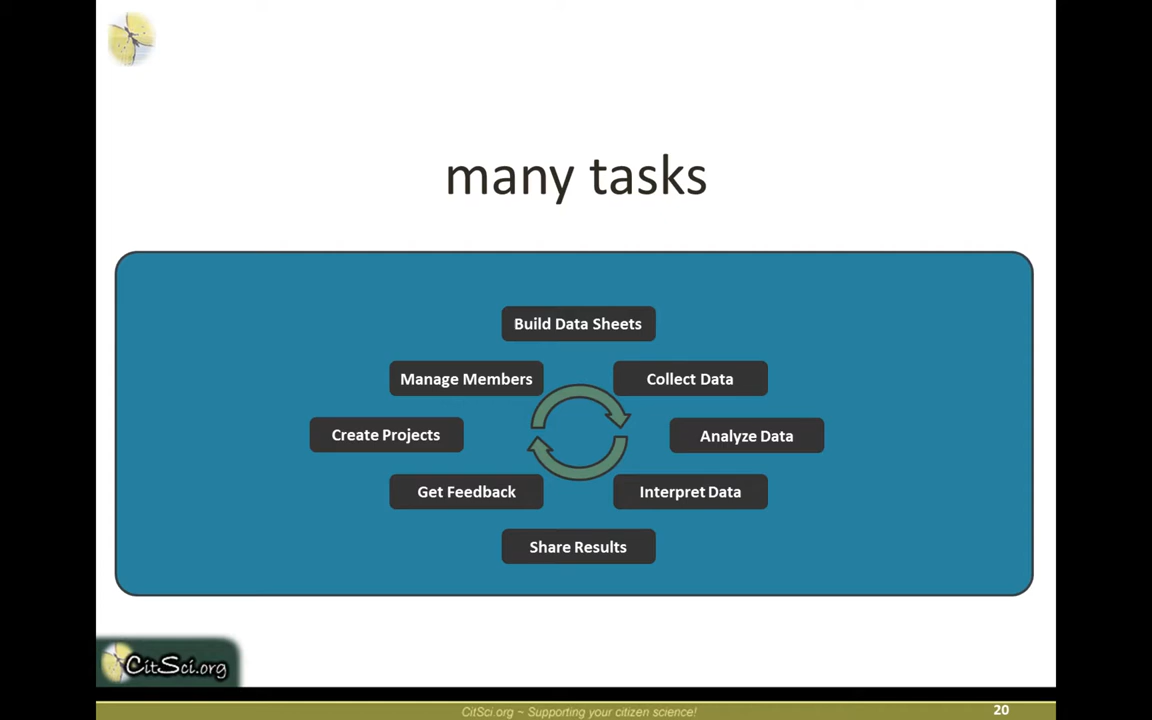 many tasks
Build Data Sheets
Manage Members
Collect Data
Create Projects
Analyze Data
Get Feedback
Interpret Data
Share Results
CitSci.org
CitSci org ~ Supporting your citizen science!
20